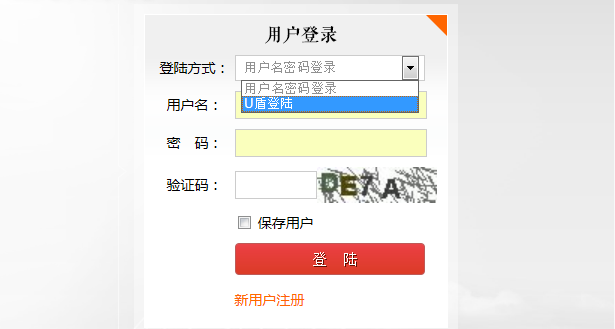 用户登录
登陆方式： 用户名密码登录
用户名密码登录
U盾登陆
用户名：
密 码：
验证码： DE7A
保存用户
登 陆
新用户注册